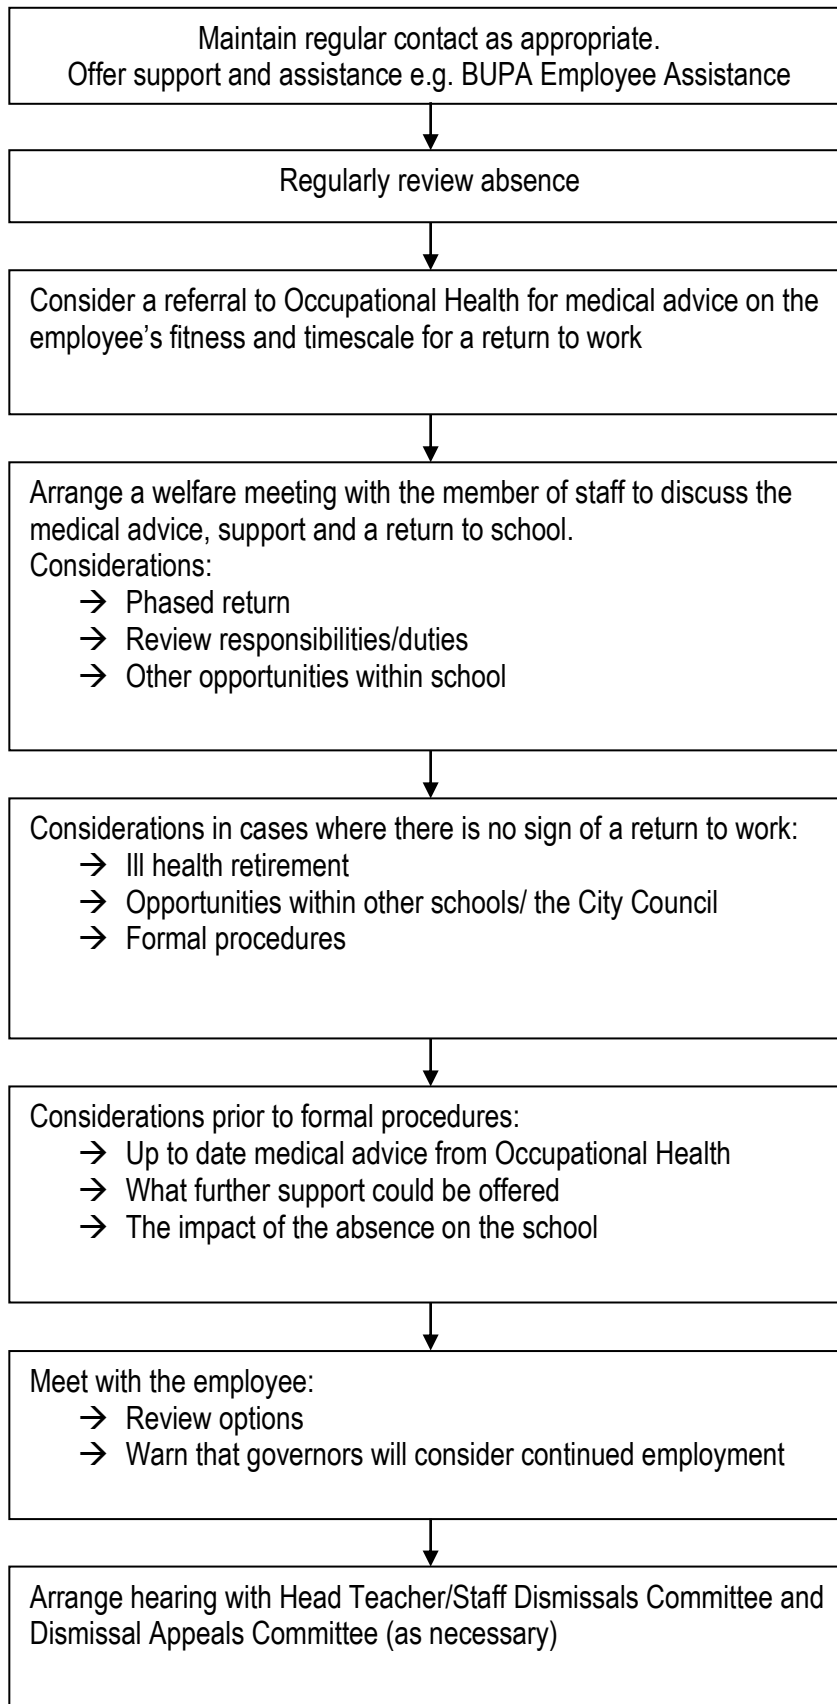 Maintain regular contact as appropriate.
Offer support and assistance e.g. BUPA Employee Assistance
Regularly review absence
Consider a referral to Occupational Health for medical advice on the
employee’s fitness and timescale for a return to work
Arrange a welfare meeting with the member of staff to discuss the
medical advice, support and a return to school.
Considerations:
→ Phased return
→ Review responsibilities/duties
→ Other opportunities within school
Considerations in cases where there is no sign of a return to work:
→ Ill health retirement
→ Opportunities within other schools/ the City Council
→ Formal procedures
Considerations prior to formal procedures:
→ Up to date medical advice from Occupational Health
→ What further support could be offered
→ The impact of the absence on the school
Meet with the employee:
→ Review options
→ Warn that governors will consider continued employment
Arrange hearing with Head Teacher/Staff Dismissals Committee and
Dismissal Appeals Committee (as necessary)